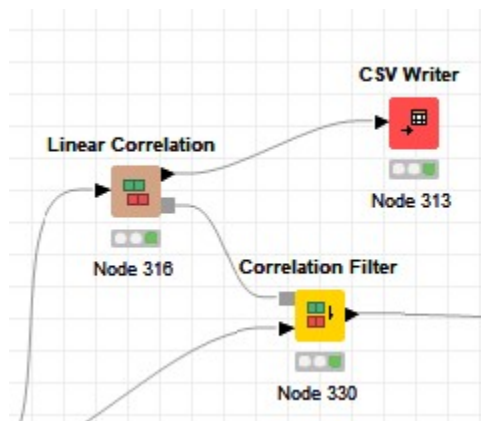 CSV Writer
Node 313
Linear Correlation
Node 316
Correlation Filter
Node 330